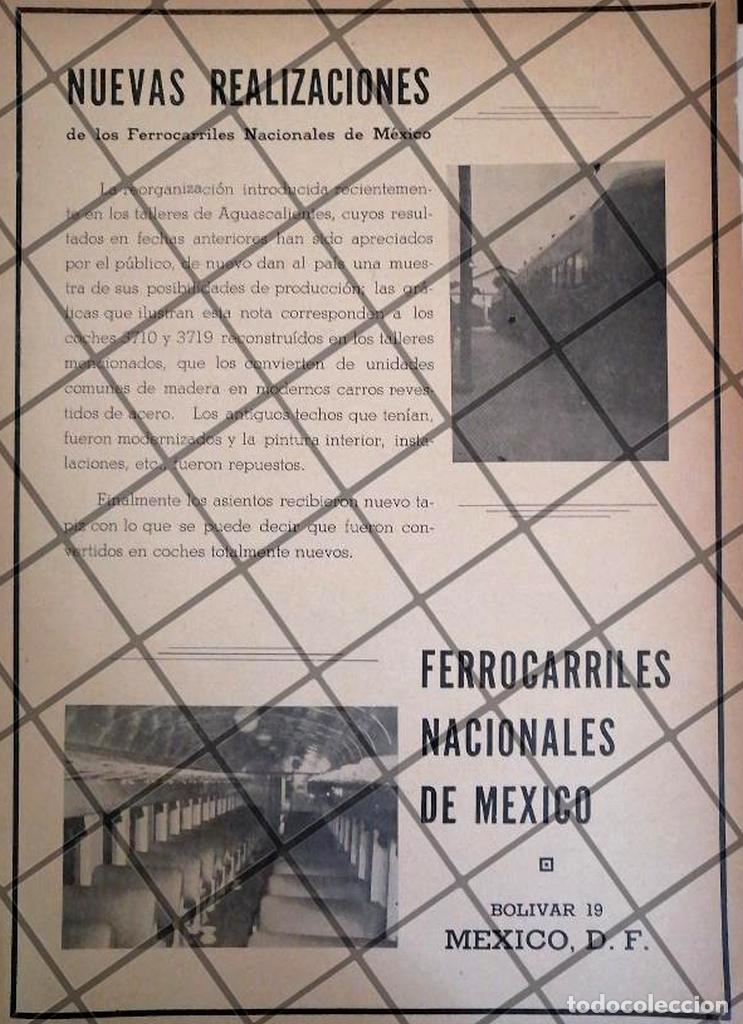 NUEVAS REALIZACIONES
de los Ferrocarriles Nacionales de México
La reorganización introducida recientemen-
te en los talleres de Aguascalientes, cuyos resul-
tados en fechas anteriores han sido apreciados
por el público, de nuevo dan al país una mues-
tra de sus posibilidades de producción; las grá-
ficas que ilustran esta nota corresponden a los
coches 3710 y 3719 reconstruídos en los talleres
mencionados, que los convierten de unidades
comunes de madera en modernos carros reves-
tidos de acero. Los antiguos techos que tenían,
fueron modernizados y la pintura interior, insta-
laciones, etc., fueron repuestos.
Finalmente los asientos recibieron nuevo ta-
piz con lo que se puede decir que fueron con-
vertidos en coches totalmente nuevos.
FERROCARRILES
NACIONALES
DE MEXICO
BOLIVAR 19
MEXICO, D. F.
todocoleccion